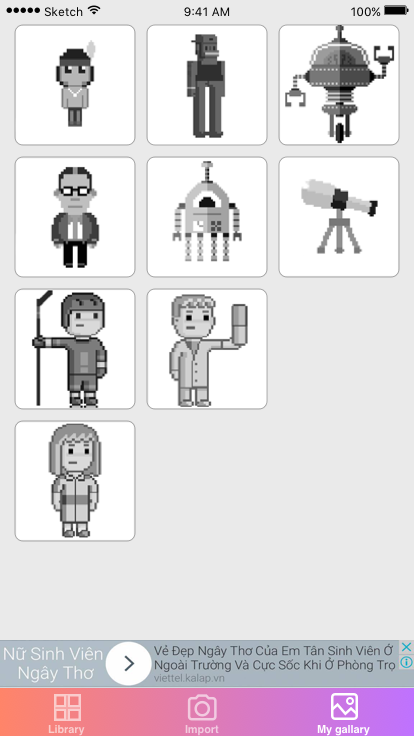 Sketch 9:41 AM 100%
Nữ Sinh Viên
Ngây Thơ
Vẻ Đẹp Ngây Thơ Của Em Tân Sinh Viên Ở
Ngoài Trường Và Cực Sốc Khi Ở Phòng Trọ
viettel.kalap.vn
Library Import My gallary